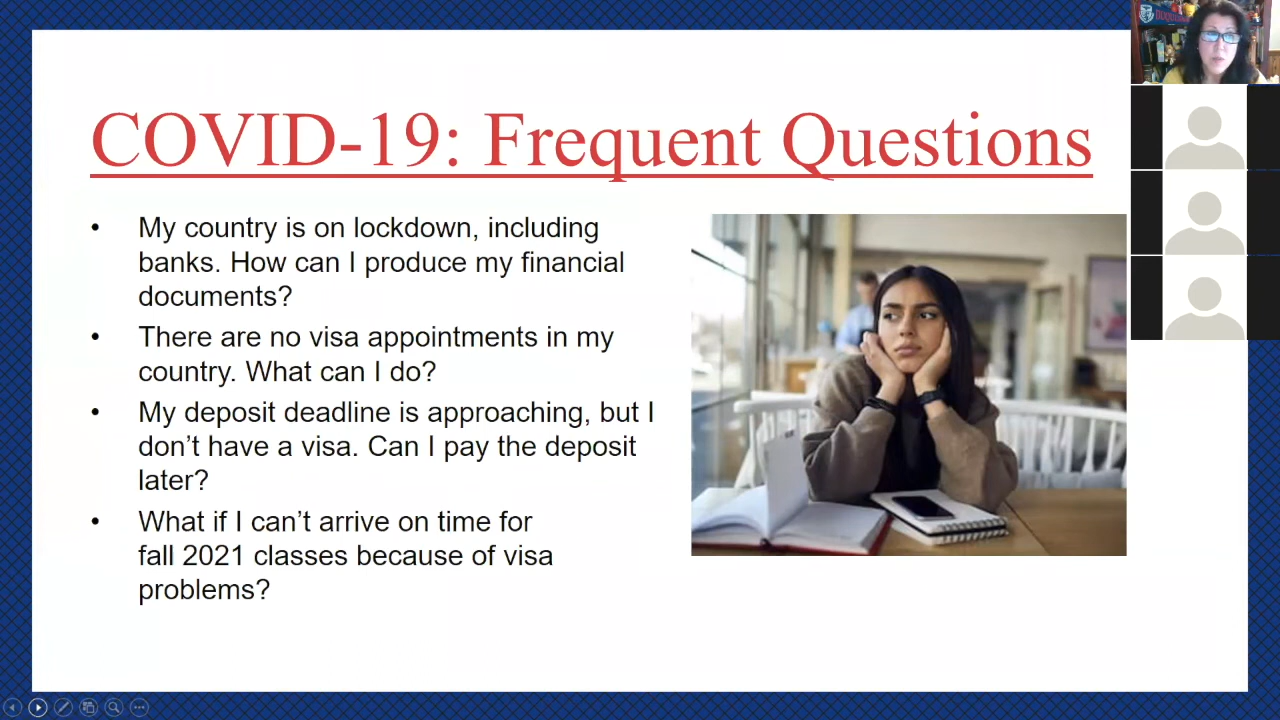 COVID-19: Frequent Questions
• My country is on lockdown, including
banks. How can I produce my financial
documents?
• There are no visa appointments in my
country. What can I do?
• My deposit deadline is approaching, but I
don’t have a visa. Can I pay the deposit
later?
• What if I can’t arrive on time for
fall 2021 classes because of visa
problems?